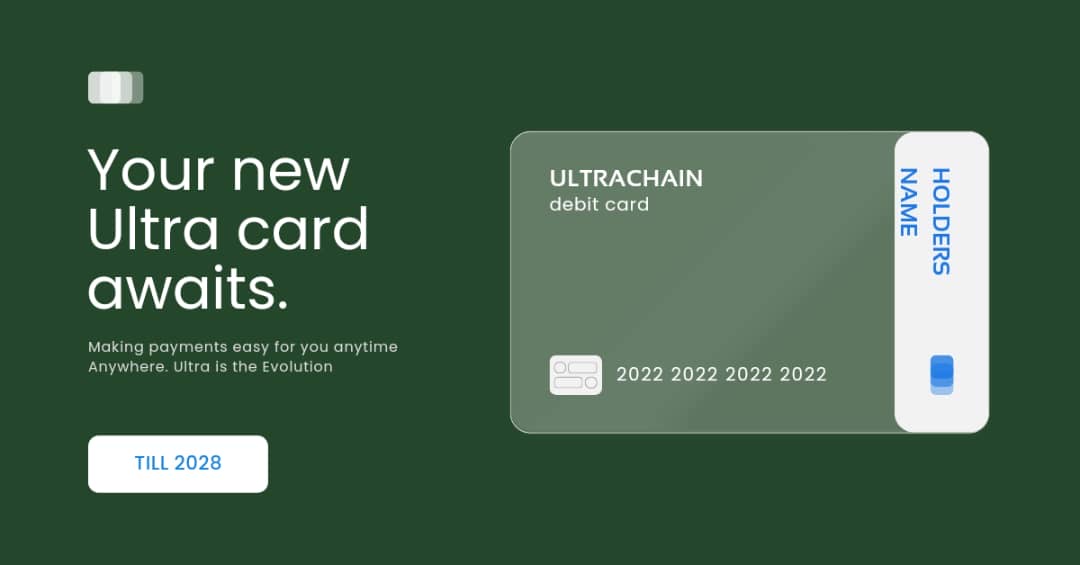 Your new
Ultra card
awaits.
Making payments easy for you anytime
Anywhere. Ultra is the Evolution
TILL 2028
ULTRACHAIN
debit card
2022 2022 2022 2022
HOLDERS
NAME